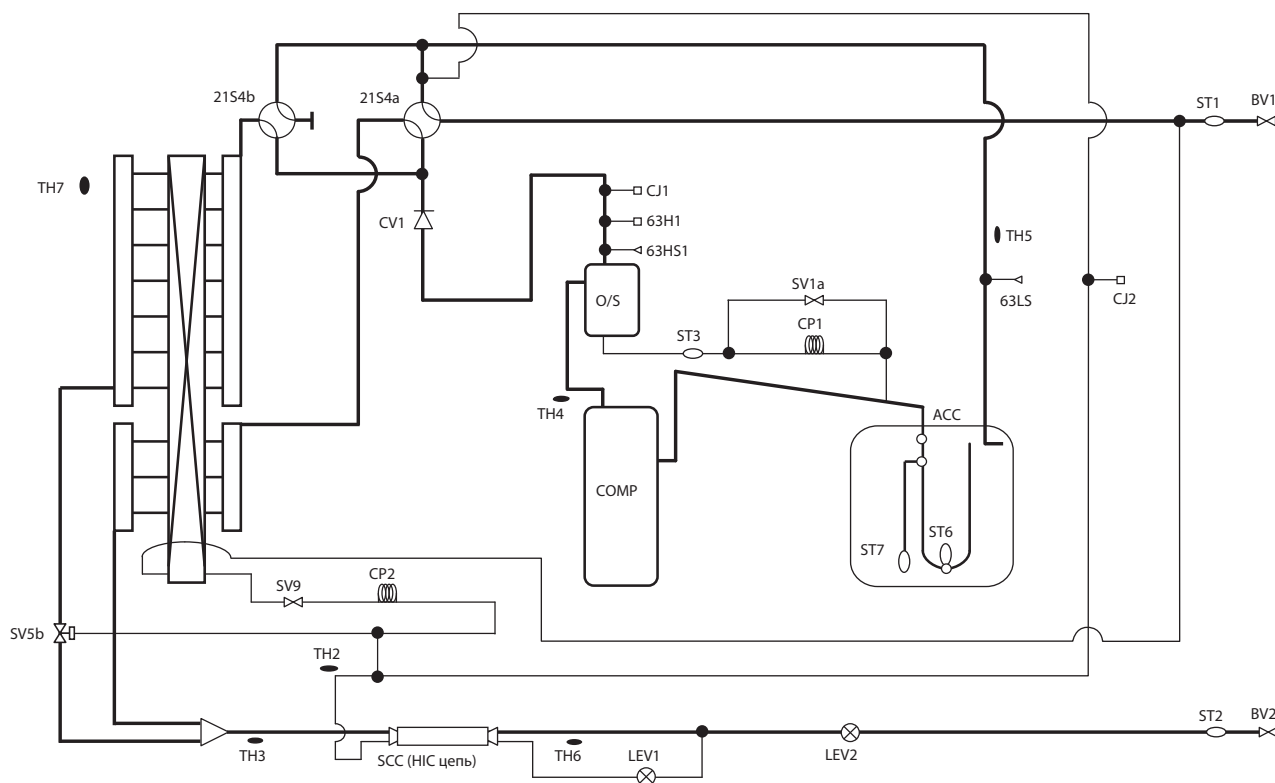 21S4b
21S4a
ST1
BV1
TH7
CJ1
CV1
63H1
63HS1
TH5
O/S
SV1a
63LS
CJ2
CP1
ST3
TH4
ACC
COMP
ST6
ST7
CP2
SV9
SV5b
TH2
ST2
BV2
TH3
TH6
LEV2
SCC (HIC цепь)
LEV1